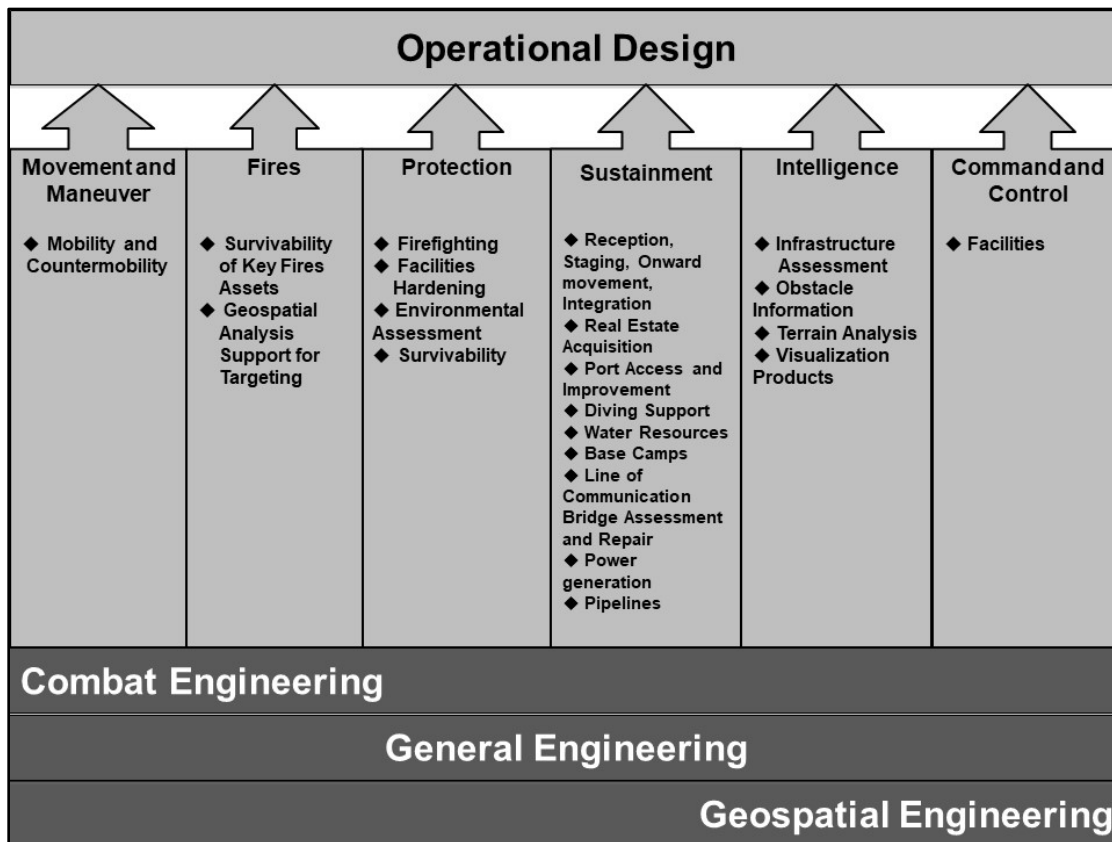 Operational Design
Movement and
Maneuver
◆ Mobility and
Countermobility
Fires
◆ Survivability
of Key Fires
Assets
◆ Geospatial
Analysis
Support for
Targeting
Protection
◆ Firefighting
◆ Facilities
Hardening
◆ Environmental
Assessment
◆ Survivability
Sustainment
◆ Reception,
Staging, Onward
movement,
Integration
◆ Real Estate
Acquisition
◆ Port Access and
Improvement
◆ Diving Support
◆ Water Resources
◆ Base Camps
◆ Line of
Communication
Bridge Assessment
and Repair
◆ Power
generation
◆ Pipelines
Intelligence
◆ Infrastructure
Assessment
◆ Obstacle
Information
◆ Terrain Analysis
◆ Visualization
Products
Command and
Control
◆ Facilities
Combat Engineering
General Engineering
Geospatial Engineering